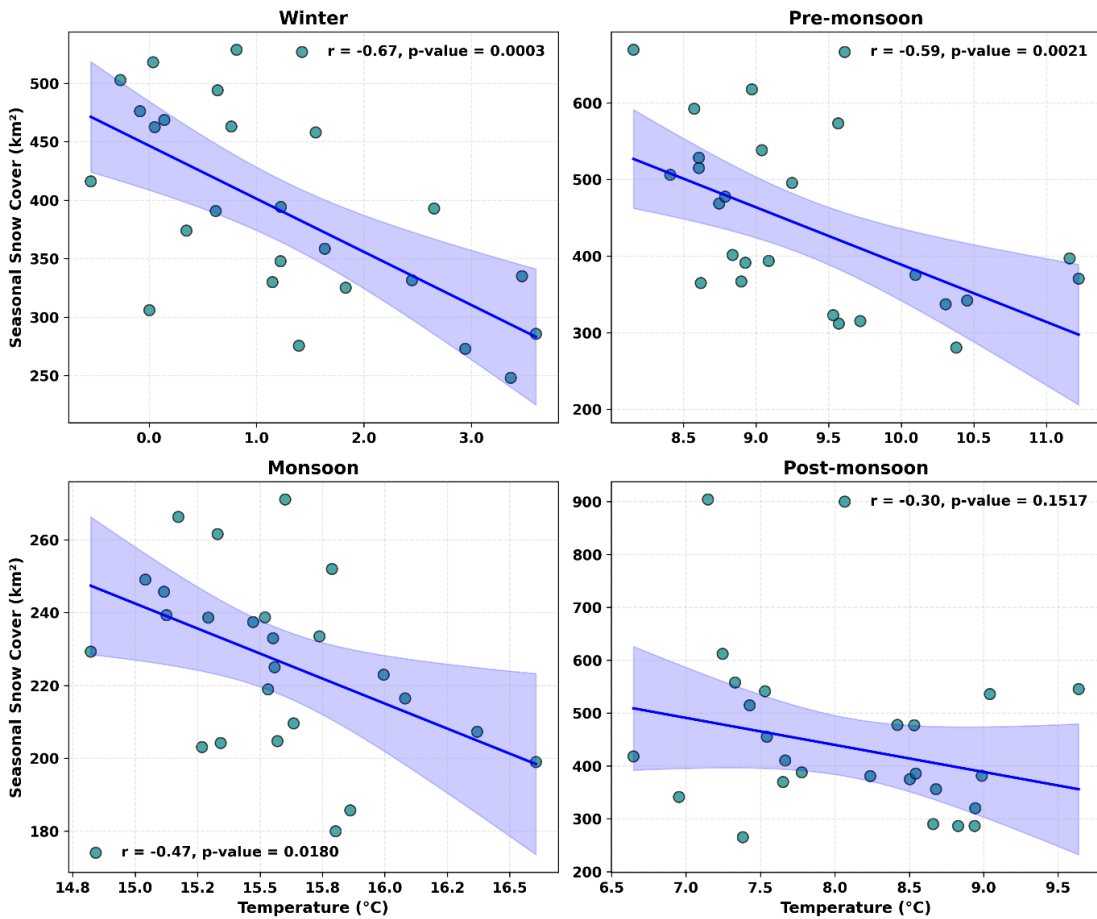 Winter
Pre-monsoon
Seasonal Snow Cover (km²)
500
450
400
350
300
250
r = -0.67, p-value = 0.0003
0.0 1.0 2.0 3.0
600
500
400
300
200
r = -0.59, p-value = 0.0021
8.5 9.0 9.5 10.0 10.5 11.0
Monsoon
Post-monsoon
Seasonal Snow Cover (km²)
260
240
220
200
180
r = -0.47, p-value = 0.0180
14.8 15.0 15.2 15.5 15.8 16.0 16.2 16.5
Temperature (°C)
900
800
700
600
500
400
300
200
r = -0.30, p-value = 0.1517
6.5 7.0 7.5 8.0 8.5 9.0 9.5
Temperature (°C)